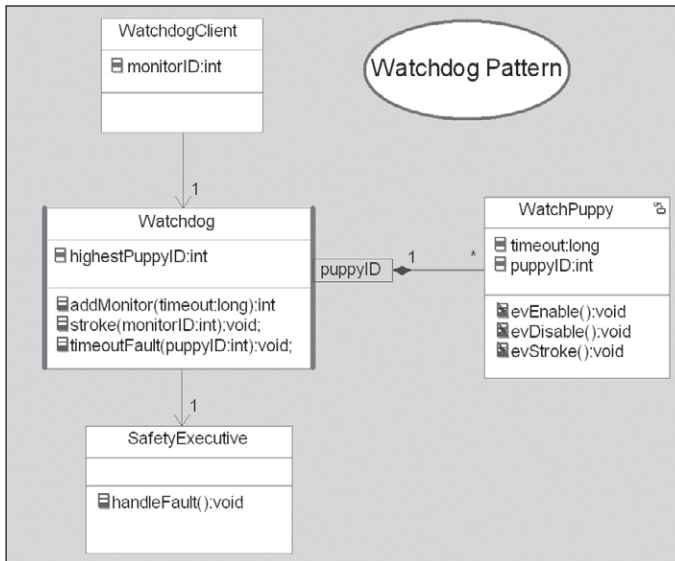 WatchdogClient
monitorID:int
Watchdog Pattern
1
Watchdog
highestPuppyID:int
addMonitor(timeout:long):int
stroke(monitorID:int):void;
timeoutFault(puppyID:int):void;
puppyID
1
*
WatchPuppy
timeout:long
puppyID:int
evEnable():void
evDisable():void
evStroke():void
1
SafetyExecutive
handleFault():void